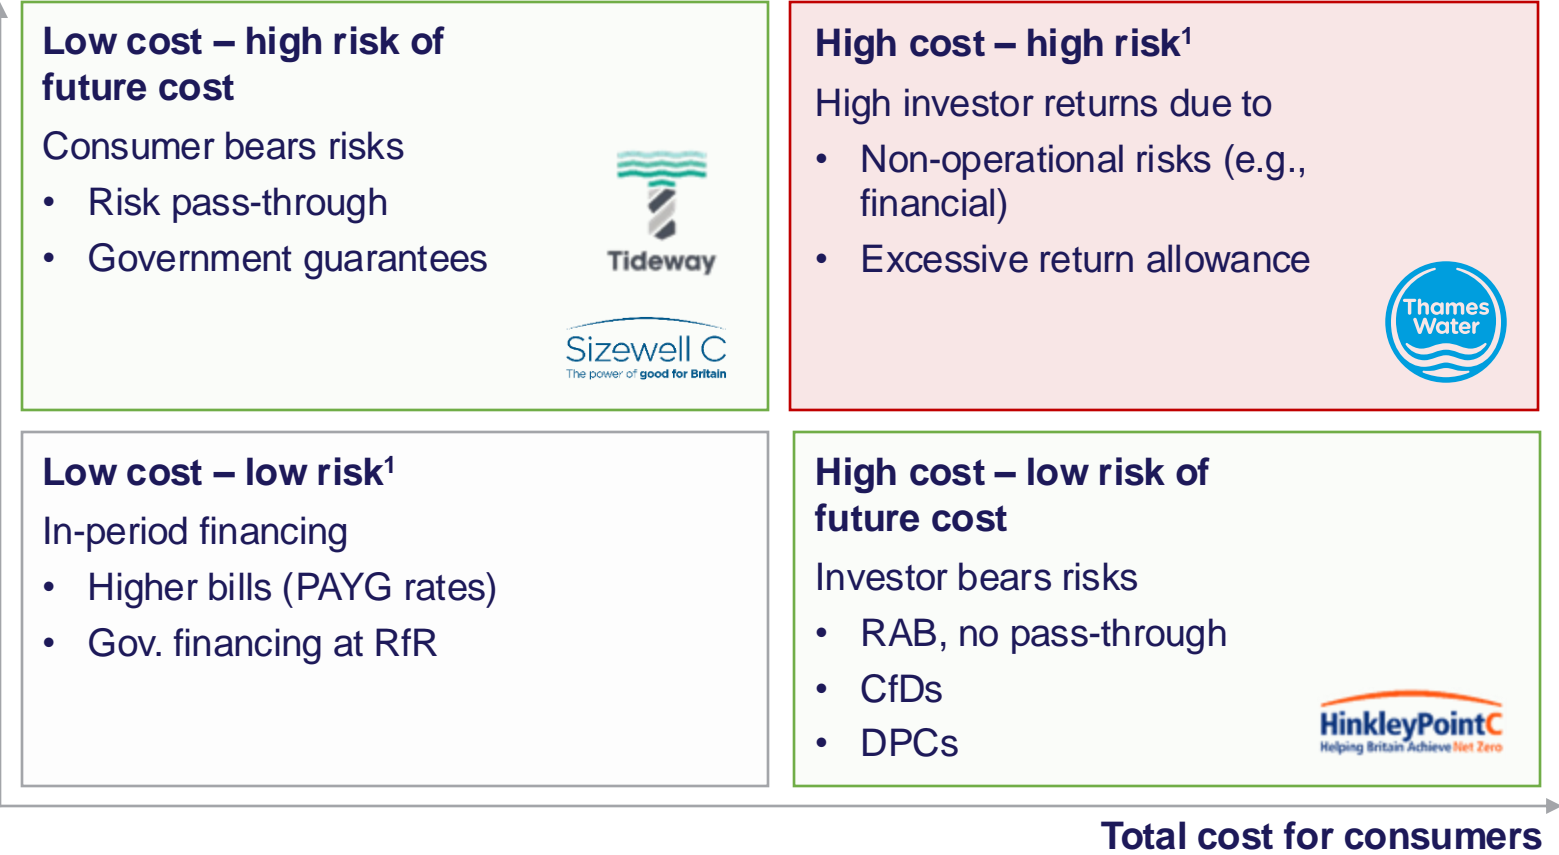 Low cost – high risk of
future cost
Consumer bears risks
• Risk pass-through
• Government guarantees
Tideway
Sizewell C
The power of good for Britain
High cost – high risk¹
High investor returns due to
• Non-operational risks (e.g.,
financial)
• Excessive return allowance
Thames
Water
Low cost – low risk¹
In-period financing
• Higher bills (PAYG rates)
• Gov. financing at RfR
High cost – low risk of
future cost
Investor bears risks
• RAB, no pass-through
• CfDs
• DPCs
HinkleyPointC
Helping Britain Achieve Net Zero
Total cost for consumers